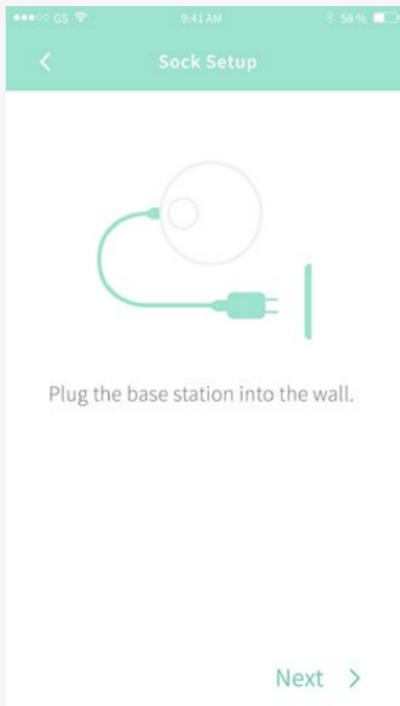 GS 9:41 AM 58 %
Sock Setup
Plug the base station into the wall.
Next